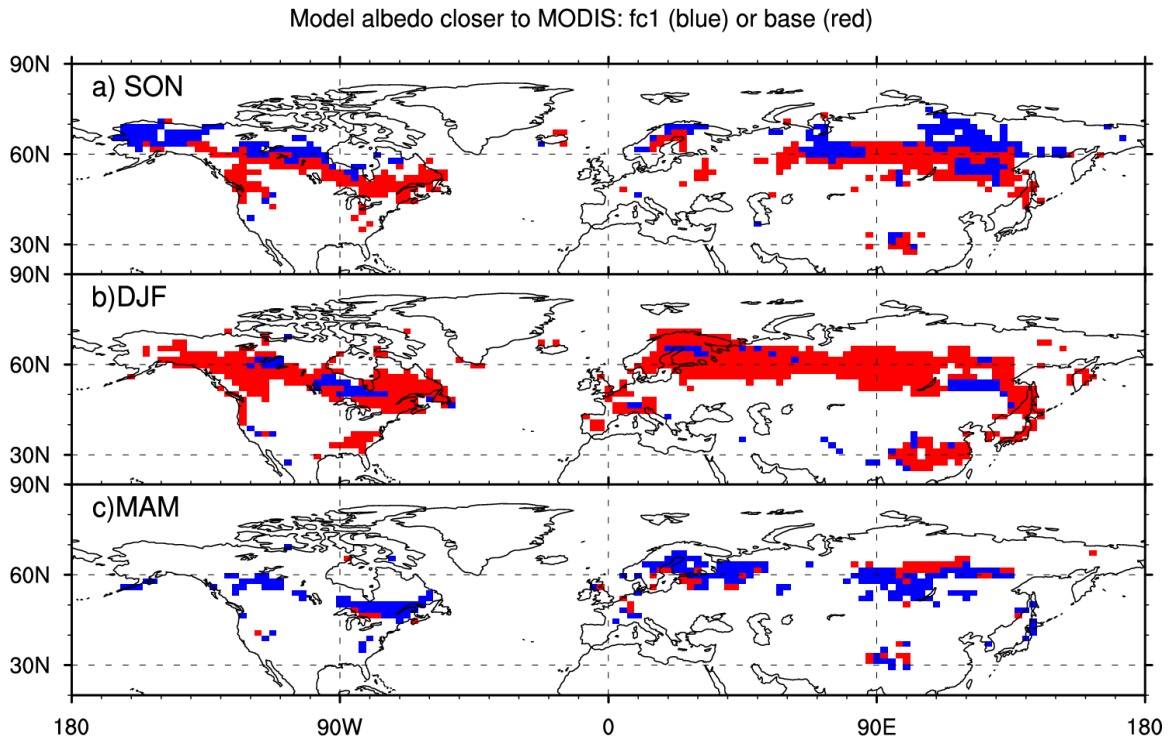 Model albedo closer to MODIS: fc1 (blue) or base (red)
90N
a) SON
60N
30N
90N
b)DJF
60N
30N
90N
c)MAM
60N
30N
180 90W 0 90E 180